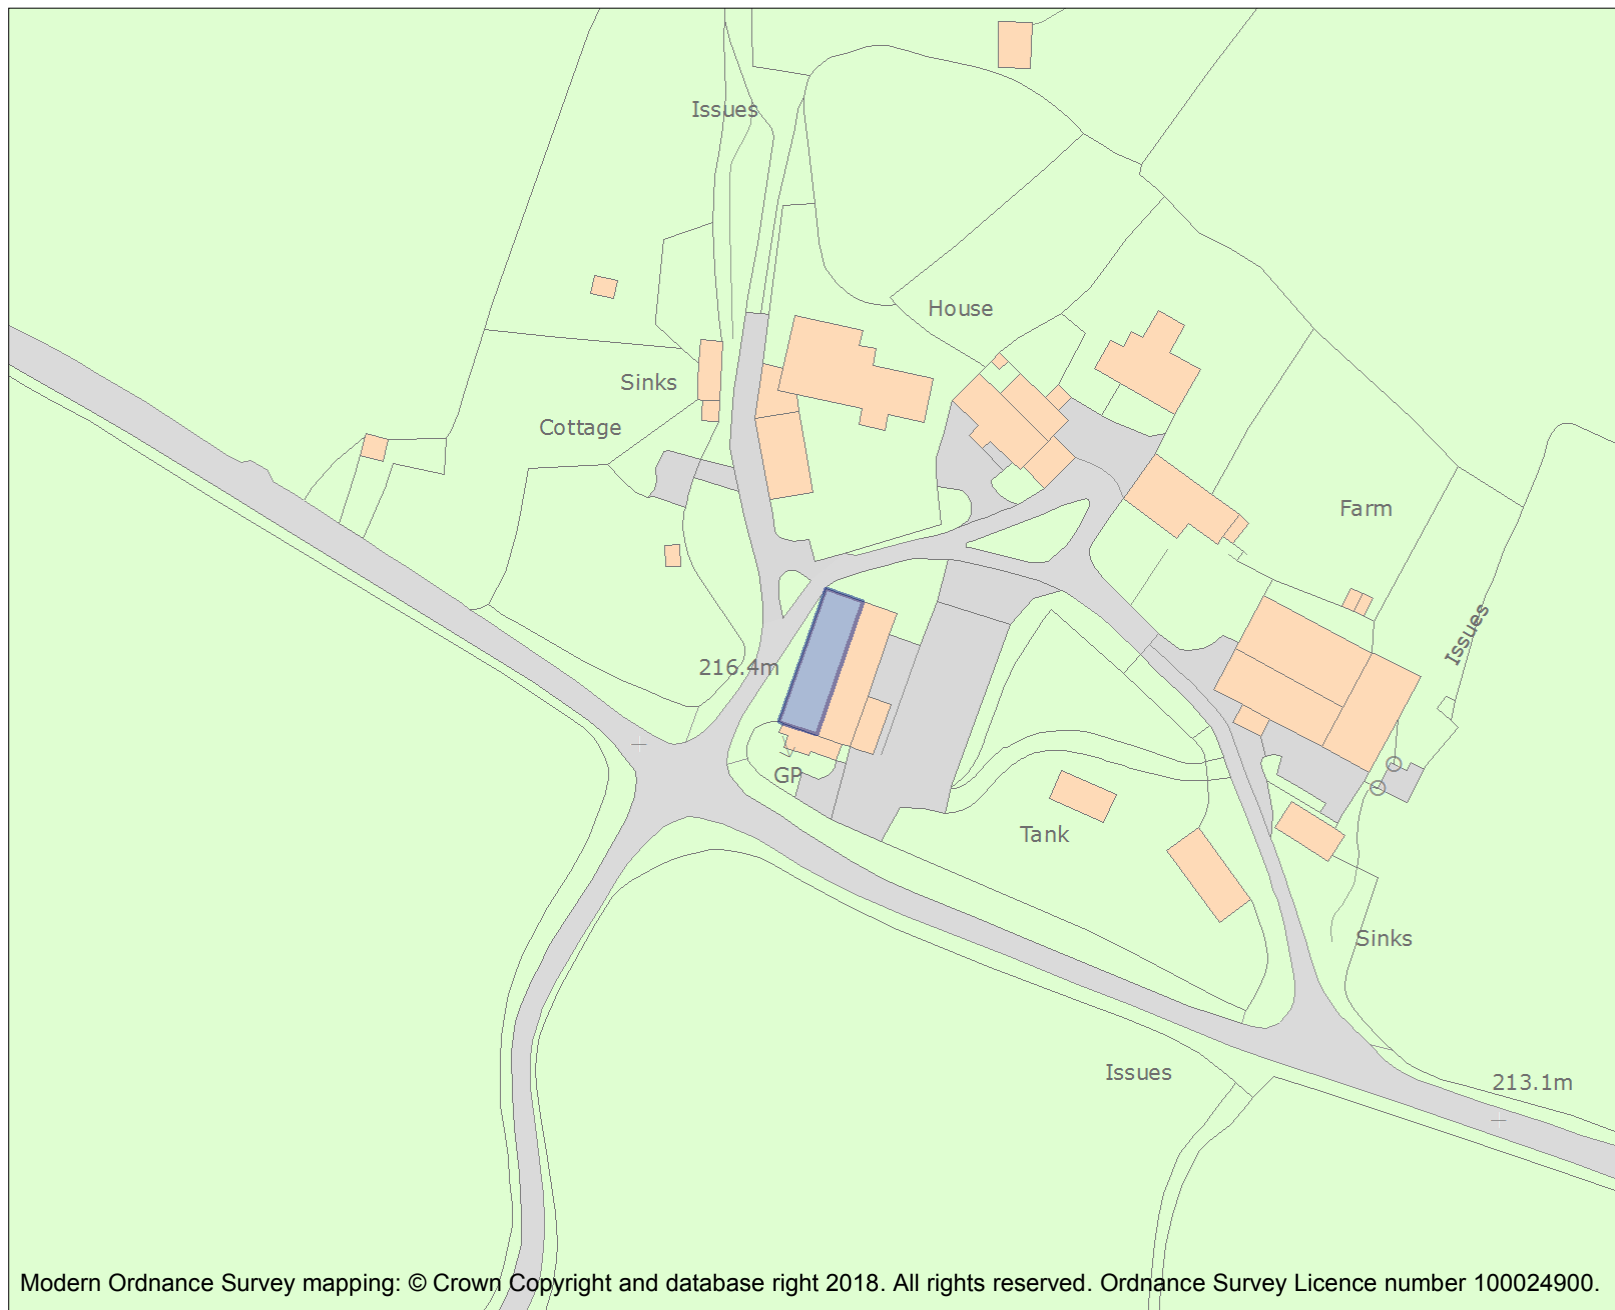 Issues
House
Sinks
Cottage
Farm
Issues
216.4m
GP
Tank
Sinks
Issues
213.1m
Modern Ordnance Survey mapping: © Crown Copyright and database right 2018. All rights reserved. Ordnance Survey Licence number 100024900.